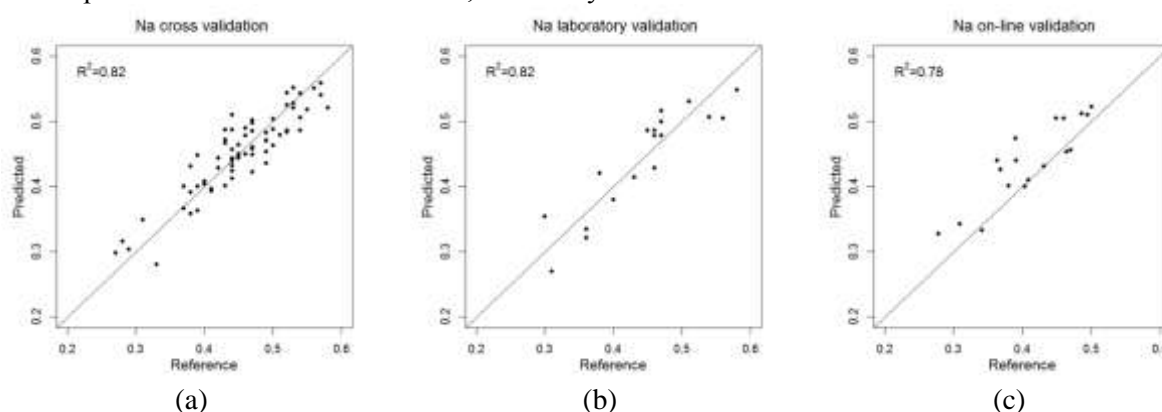 Na cross validation
R²=0.82
0.6
0.5
0.4
0.3
0.2
Predicted
0.2 0.3 0.4 0.5 0.6
Reference
(a)
Na laboratory validation
R²=0.82
0.6
0.5
0.4
0.3
0.2
Predicted
0.2 0.3 0.4 0.5 0.6
Reference
(b)
Na on-line validation
R²=0.78
0.6
0.5
0.4
0.3
0.2
Predicted
0.2 0.3 0.4 0.5 0.6
Reference
(c)